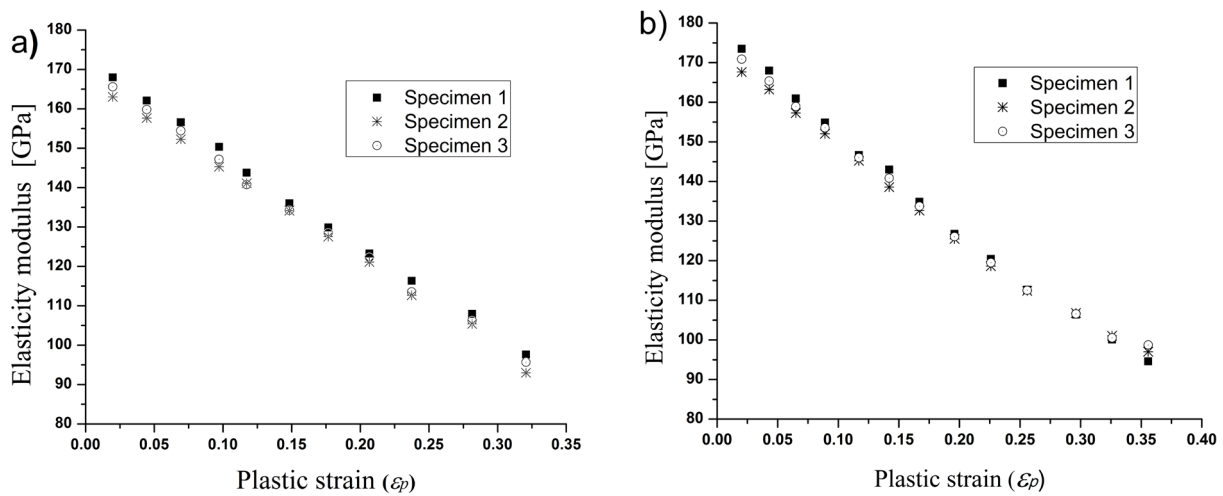 a)
Elasticity modulus [GPa]
180
170
160
150
140
130
120
110
100
90
80
Specimen 1
Specimen 2
Specimen 3
0.00 0.05 0.10 0.15 0.20 0.25 0.30 0.35
Plastic strain (εp)
b)
Elasticity modulus [GPa]
180
170
160
150
140
130
120
110
100
90
80
Specimen 1
Specimen 2
Specimen 3
0.00 0.05 0.10 0.15 0.20 0.25 0.30 0.35 0.40
Plastic strain (εp)